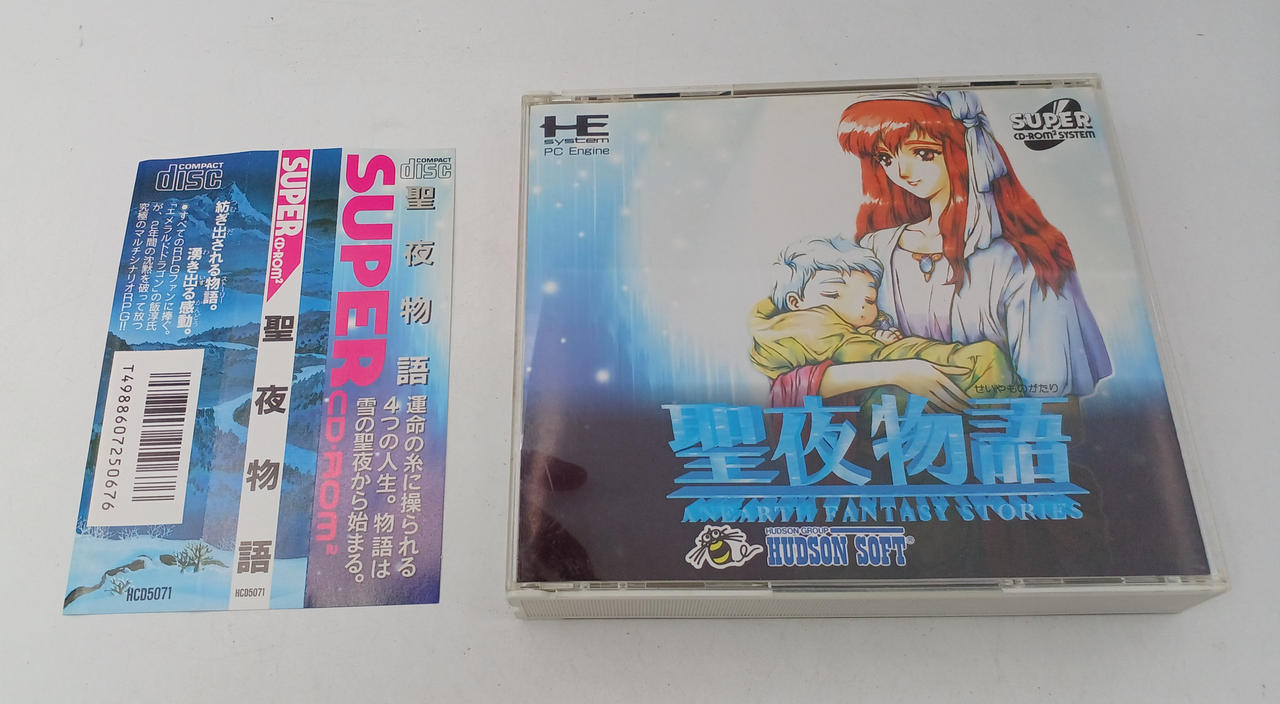 COMPACT
disc
紡ぎ出される物語。
湧き出る感動。
●すべてのRPGファンに捧ぐ。
「エメラルドドラゴン」の飯淳氏
が、2年間の沈黙を破って放つ
究極のマルチシナリオRPG!!
T4988607250676
HCD5071
SUPER CD-ROM²
聖夜物語
HCD5071
SUPER CD-ROM²
COMPACT
disc
聖夜物語
運命の糸に操られる
4つの人生。物語は
雪の聖夜から始まる。
HE
system
PC Engine
SUPER
CD-ROM² SYSTEM
せいやものがたり
聖夜物語
ANEARTH FANTASY STORIES
HUDSON GROUP
HUDSON SOFT®